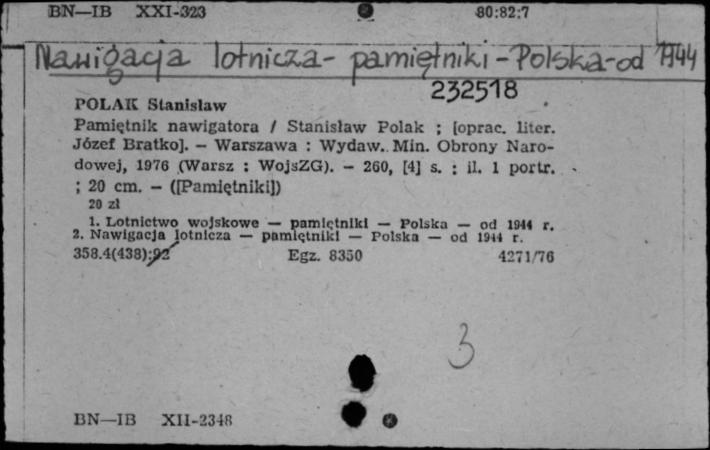 BN—IB XXI-323 80:82;7
Nawigacja lotnicza - pamiętniki - Polska - od 1944
232518
POLAK Stanisław
Pamiętnik nawigatora / Stanisław Polak ; [oprac. liter.
Józef Bratko]. – Warszawa : Wydaw. Min. Obrony Naro-
dowej, 1976 (Warsz : WojsZG). – 260, [4] s. : il. 1 portr.
; 20 cm. – ([Pamiętniki])
20 zł
1. Lotnictwo wojskowe — pamiętniki — Polska — od 1944 r.
2. Nawigacja lotnicza — pamiętniki — Polska — od 1944 r.
358.4(438):92 Egz. 8350 4271/76
3
BN—IB XII-2348